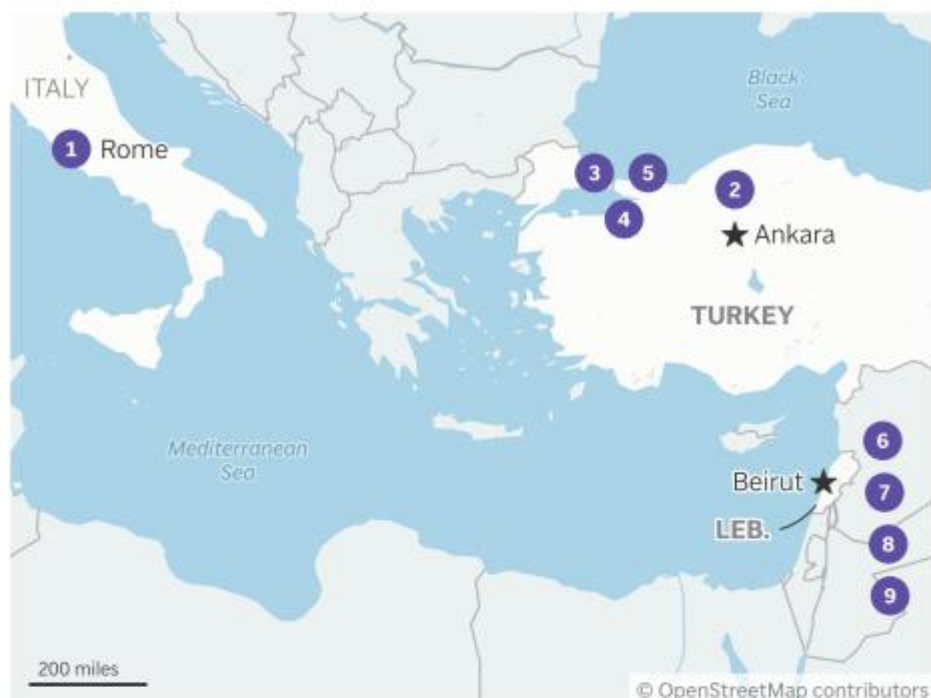 ITALY
1 Rome
Black
Sea
3
5
2
4
Ankara
TURKEY
Mediterranean
Sea
6
Beirut
7
LEB.
8
9
200 miles
© OpenStreetMap contributors